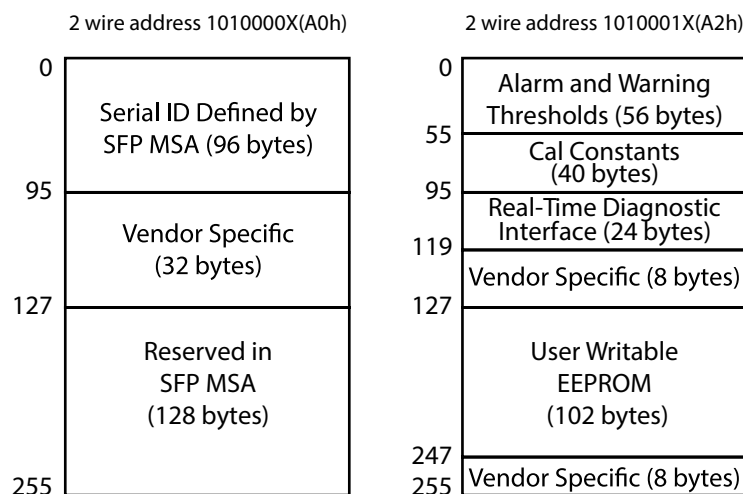 2 wire address 1010000X(A0h)
0
Serial ID Defined by
SFP MSA (96 bytes)
95
Vendor Specific
(32 bytes)
127
Reserved in
SFP MSA
(128 bytes)
255
2 wire address 1010001X(A2h)
0
Alarm and Warning
Thresholds (56 bytes)
55
Cal Constants
(40 bytes)
95
Real-Time Diagnostic
Interface (24 bytes)
119
Vendor Specific (8 bytes)
127
User Writable
EEPROM
(102 bytes)
247
Vendor Specific (8 bytes)
255